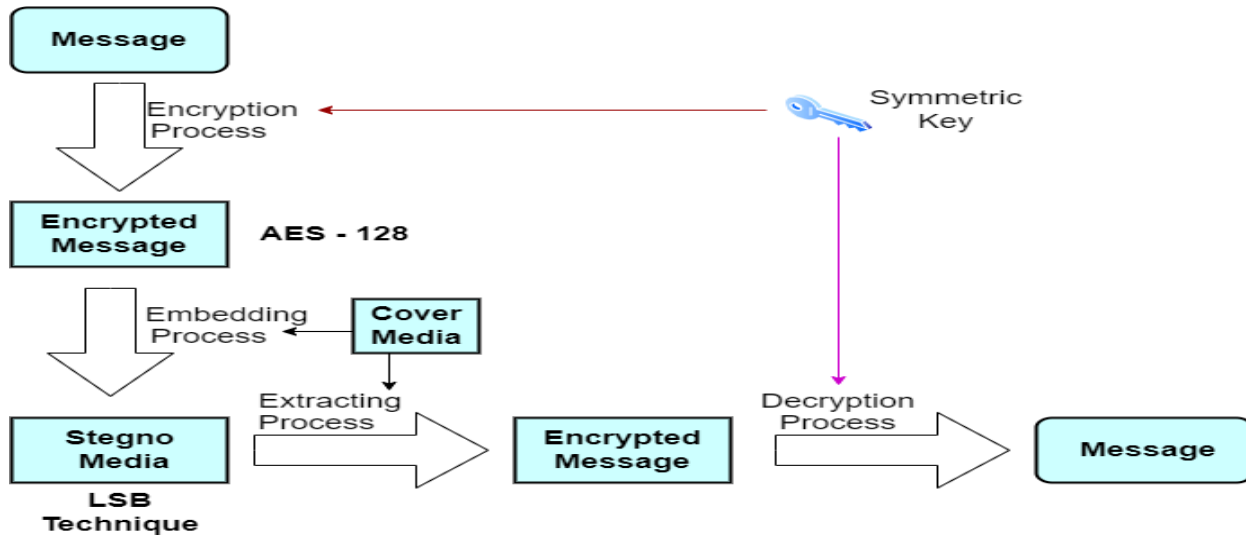 Message
Encryption
Process
Symmetric
Key
Encrypted
Message
AES - 128
Embedding
Process
Cover
Media
Stegno
Media
LSB
Technique
Extracting
Process
Encrypted
Message
Decryption
Process
Message